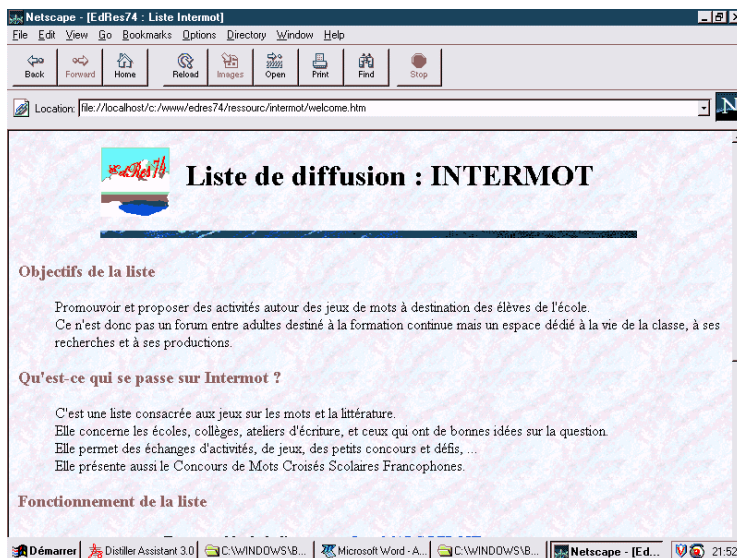 Netscape - [EdRes74 : Liste Intermot]
File Edit View Go Bookmarks Options Directory Window Help
Back Forward Home Reload Images Open Print Find Stop
Location: file://localhost/c:/www/edres74/ressourc/intermot/welcome.htm
N
EdRes74
Liste de diffusion : INTERMOT
Objectifs de la liste
Promouvoir et proposer des activités autour des jeux de mots à destination des élèves de l'école.
Ce n'est donc pas un forum entre adultes destiné à la formation continue mais un espace dédié à la vie de la classe, à ses
recherches et à ses productions.
Qu'est-ce qui se passe sur Intermot ?
C'est une liste consacrée aux jeux sur les mots et la littérature.
Elle concerne les écoles, collèges, ateliers d'écriture, et ceux qui ont de bonnes idées sur la question.
Elle permet des échanges d'activités, de jeux, des petits concours et défis, ...
Elle présente aussi le Concours de Mots Croisés Scolaires Francophones.
Fonctionnement de la liste
Démarrer Distiller Assistant 3.0 C:\WINDOWS\B... Microsoft Word - A... C:\WINDOWS\B... Netscape - [Ed... 21:52